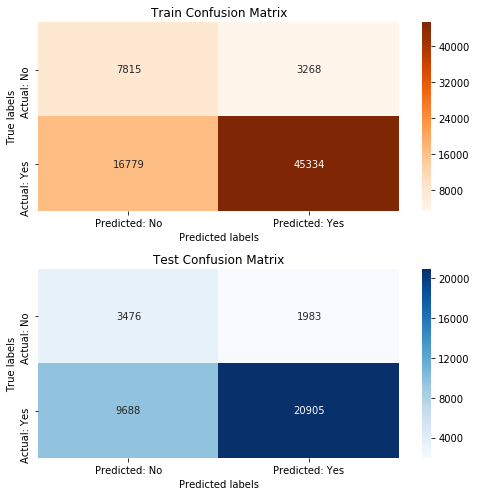 Train Confusion Matrix
True labels
Actual: No
7815 3268
Actual: Yes
16779 45334
Predicted: No Predicted: Yes
Predicted labels
40000
32000
24000
16000
8000
Test Confusion Matrix
True labels
Actual: No
3476 1983
Actual: Yes
9688 20905
Predicted: No Predicted: Yes
Predicted labels
20000
16000
12000
8000
4000